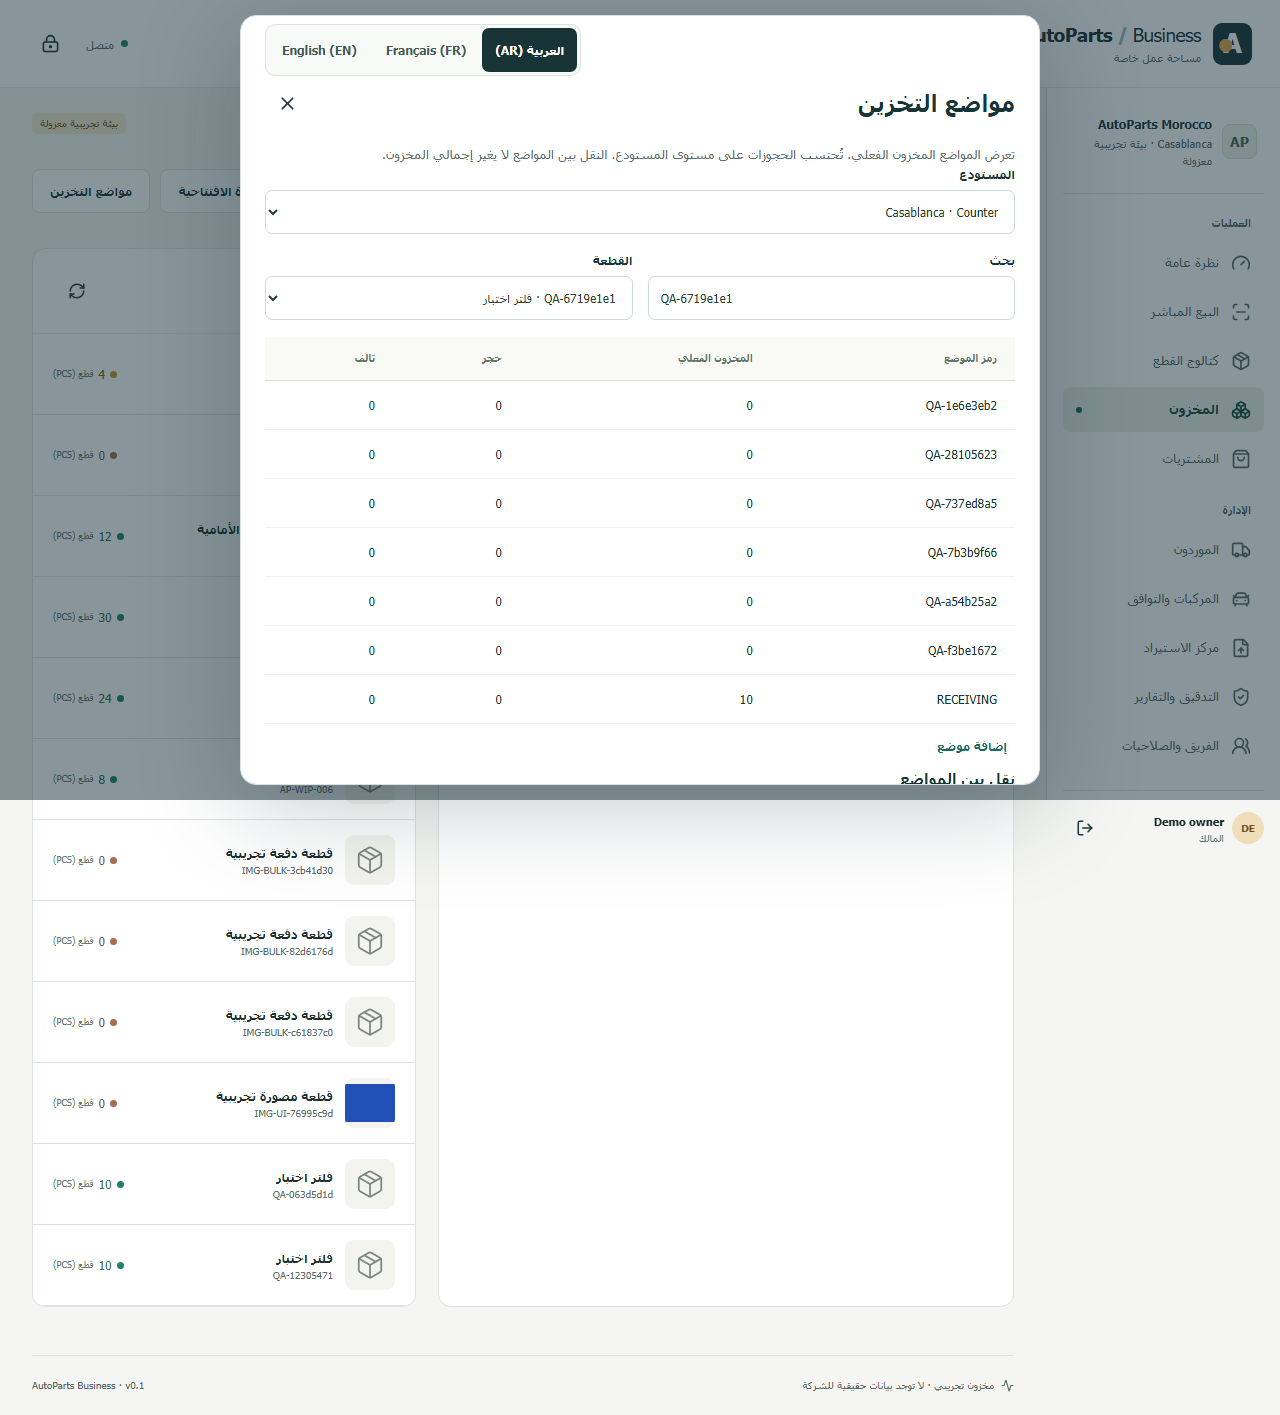 AutoParts / Business
مساحة عمل خاصة
متصل
AutoParts Morocco
Casablanca · بيئة تجريبية معزولة
AP
العمليات
نظرة عامة
البيع المباشر
كتالوج القطع
المخزون
المشتريات
الإدارة
الموردون
المركبات والتوافق
مركز الاستيراد
التدقيق والتقارير
الفريق والصلاحيات
Demo owner
المالك
DE
بيئة تجريبية معزولة
الافتتاحية
مواضع التخزين
العربية (AR)
Français (FR)
English (EN)
مواضع التخزين
تعرض المواضع المخزون الفعلي. تُحتسب الحجوزات على مستوى المستودع. النقل بين المواضع لا يغير إجمالي المخزون.
المستودع
Casablanca · Counter
بحث
القطعة
QA-6719e1e1
QA-6719e1e1 · فلتر اختبار
رمز الموضع المخزون الفعلي حجر تالف
QA-1e6e3eb2 0 0 0
QA-28105623 0 0 0
QA-737ed8a5 0 0 0
QA-7b3b9f66 0 0 0
QA-a54b25a2 0 0 0
QA-f3be1672 0 0 0
RECEIVING 10 0 0
إضافة موضع
نقل بين المواضع
4 قطع (PCS)
0 قطع (PCS)
الأمامية
12 قطع (PCS)
30 قطع (PCS)
24 قطع (PCS)
AP-WIP-006
8 قطع (PCS)
قطعة دفعة تجريبية
IMG-BULK-3cb41d30
0 قطع (PCS)
قطعة دفعة تجريبية
IMG-BULK-82d6176d
0 قطع (PCS)
قطعة دفعة تجريبية
IMG-BULK-c61837c0
0 قطع (PCS)
قطعة مصورة تجريبية
IMG-UI-76995c9d
0 قطع (PCS)
فلتر اختبار
QA-063d5d1d
10 قطع (PCS)
فلتر اختبار
QA-12305471
10 قطع (PCS)
مخزون تجريبي · لا توجد بيانات حقيقية للشركة
AutoParts Business · v0.1